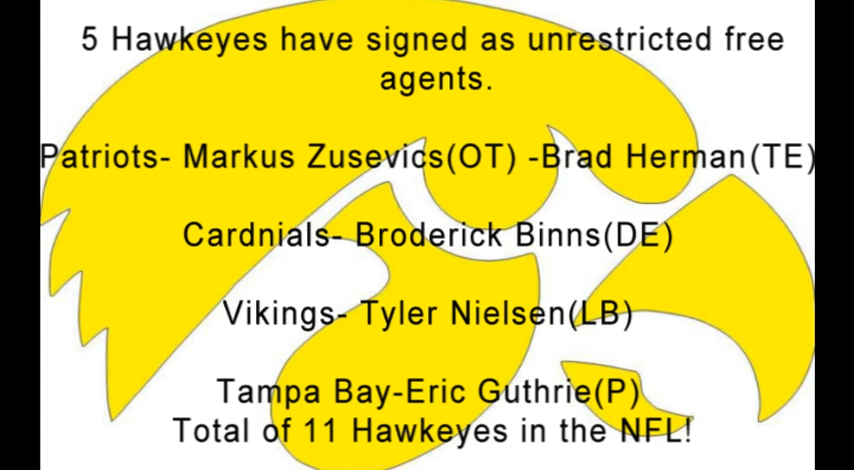 5 Hawkeyes have signed as unrestricted free
agents.
Patriots- Markus Zusevics(OT) -Brad Herman(TE)
Cardnials- Broderick Binns(DE)
Vikings- Tyler Nielsen(LB)
Tampa Bay-Eric Guthrie(P)
Total of 11 Hawkeyes in the NFL!